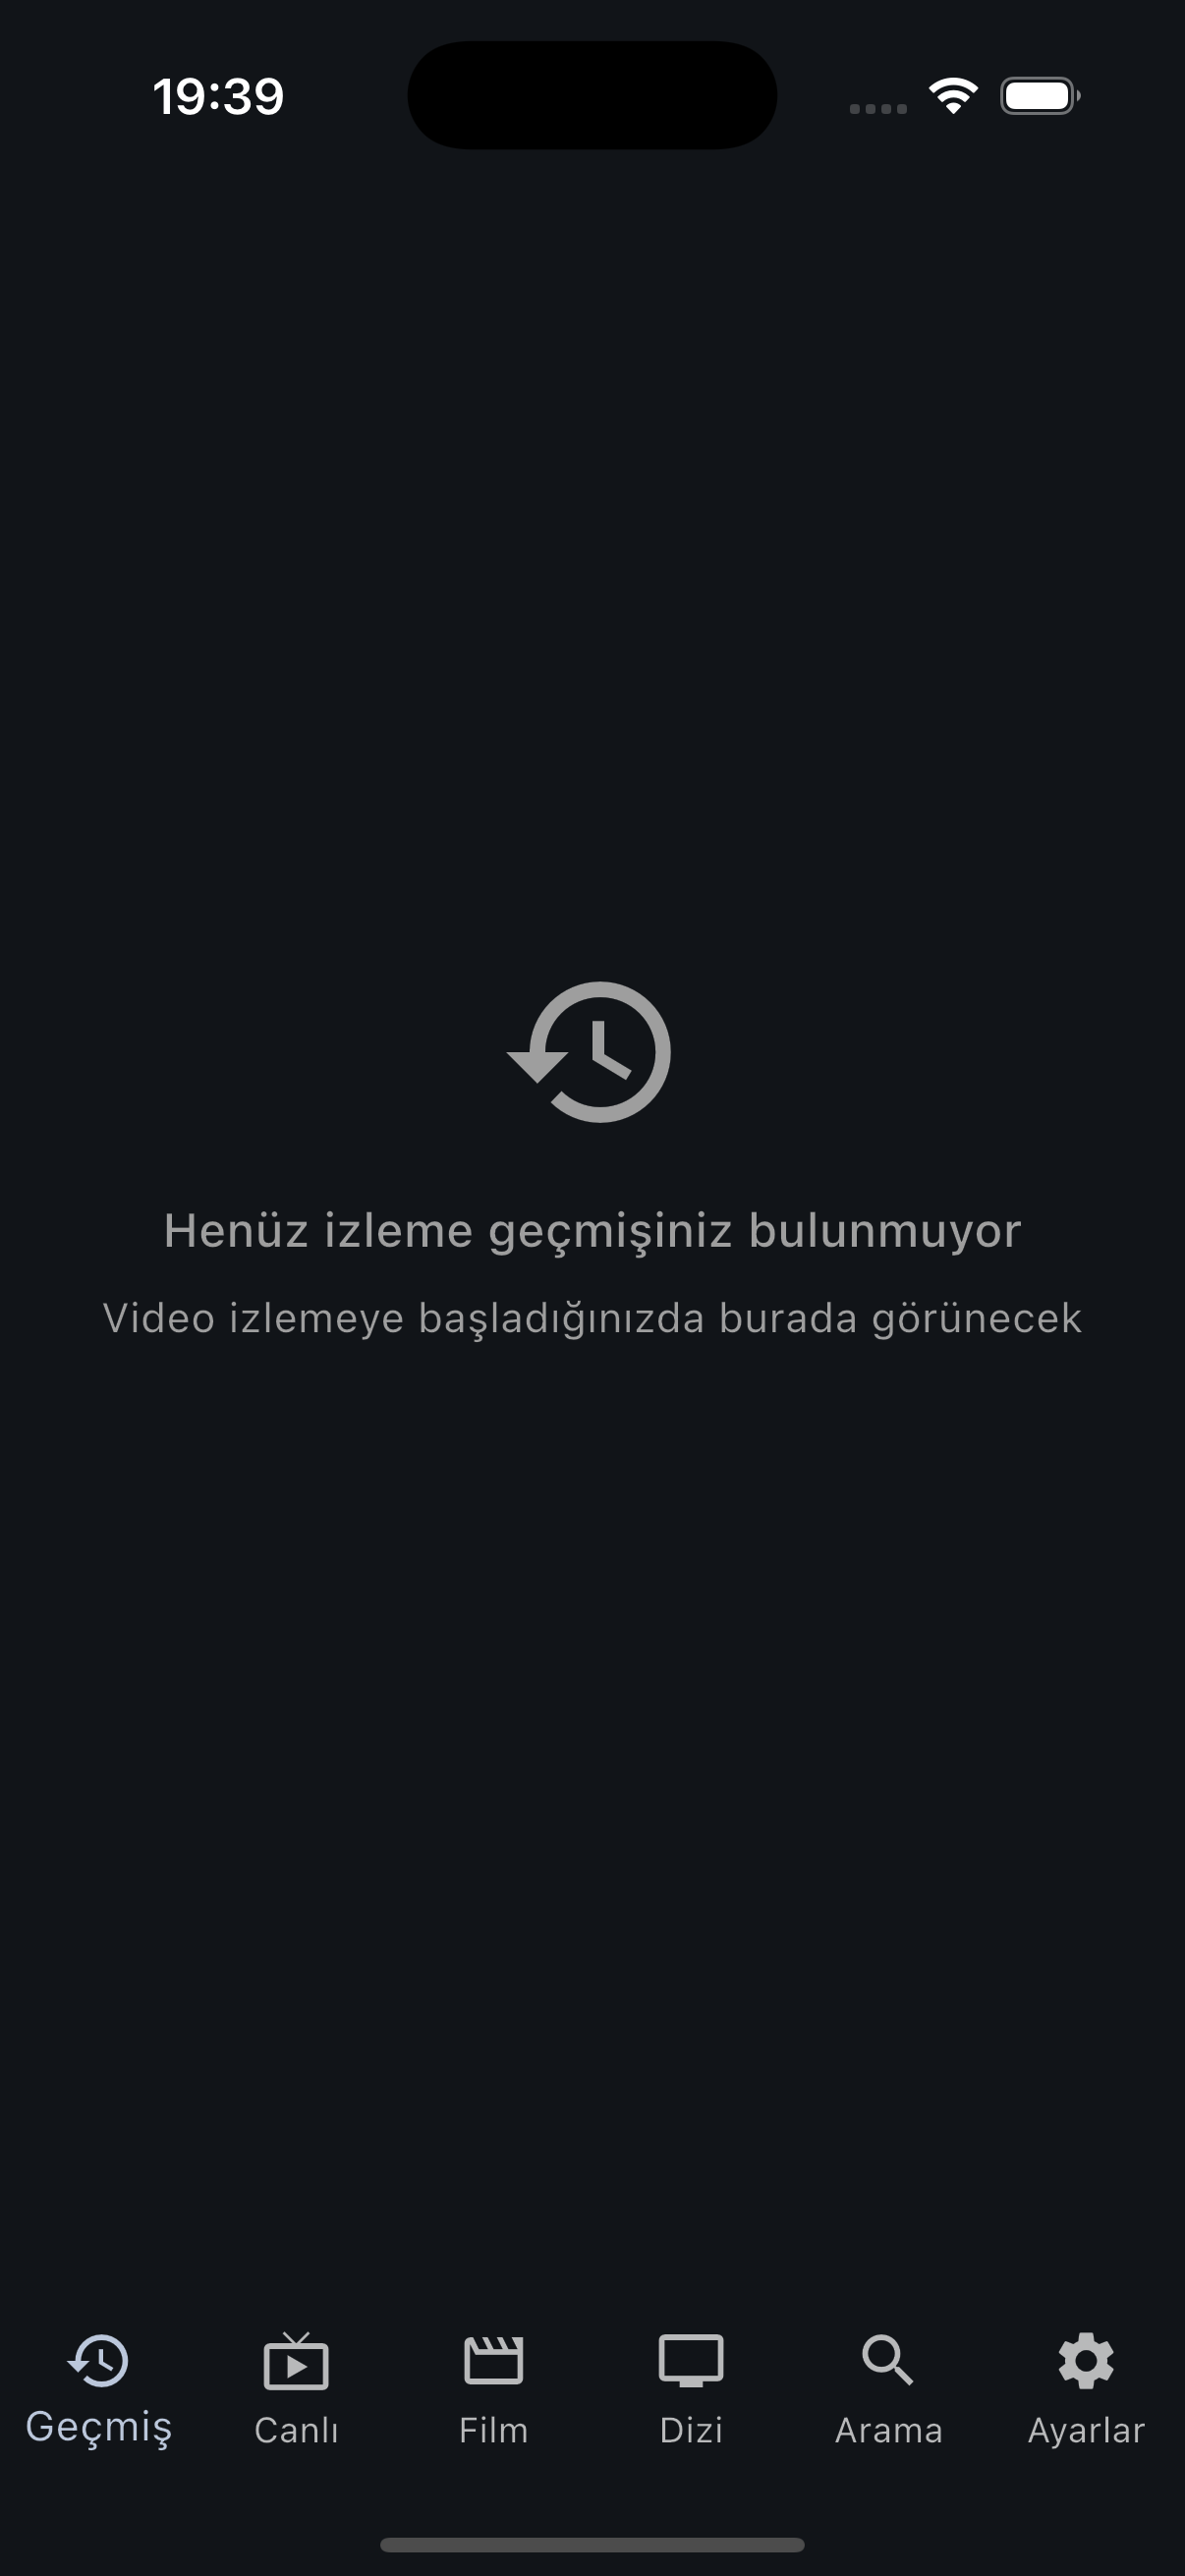 19:39
Henüz izleme geçmişiniz bulunmuyor
Video izlemeye başladığınızda burada görünecek
Geçmiş
Canlı
Film
Dizi
Arama
Ayarlar